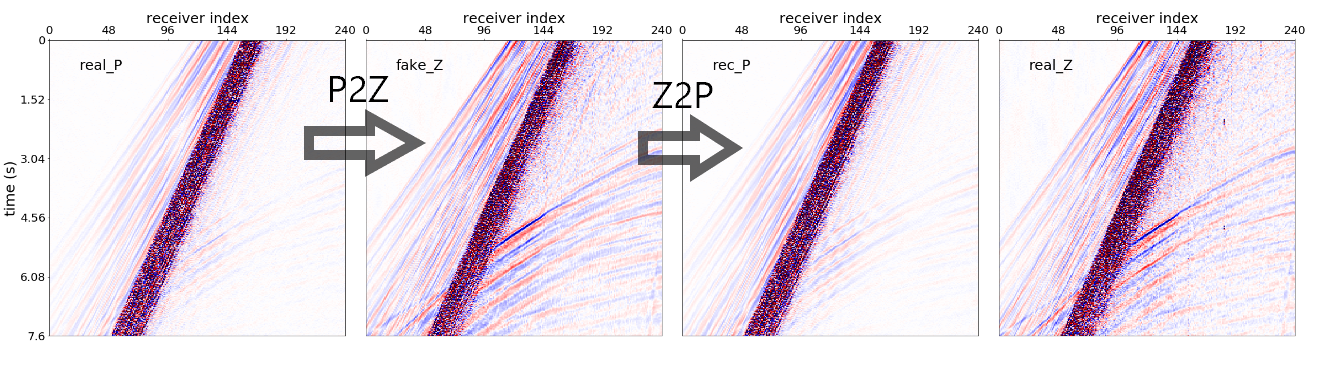 receiver index receiver index receiver index receiver index
0 48 96 144 192 240 0 48 96 144 192 240 0 48 96 144 192 240 0 48 96 144 192 240
0
real_P fake_Z rec_P real_Z
P2Z Z2P
1.52
3.04
time (s)
4.56
6.08
7.6